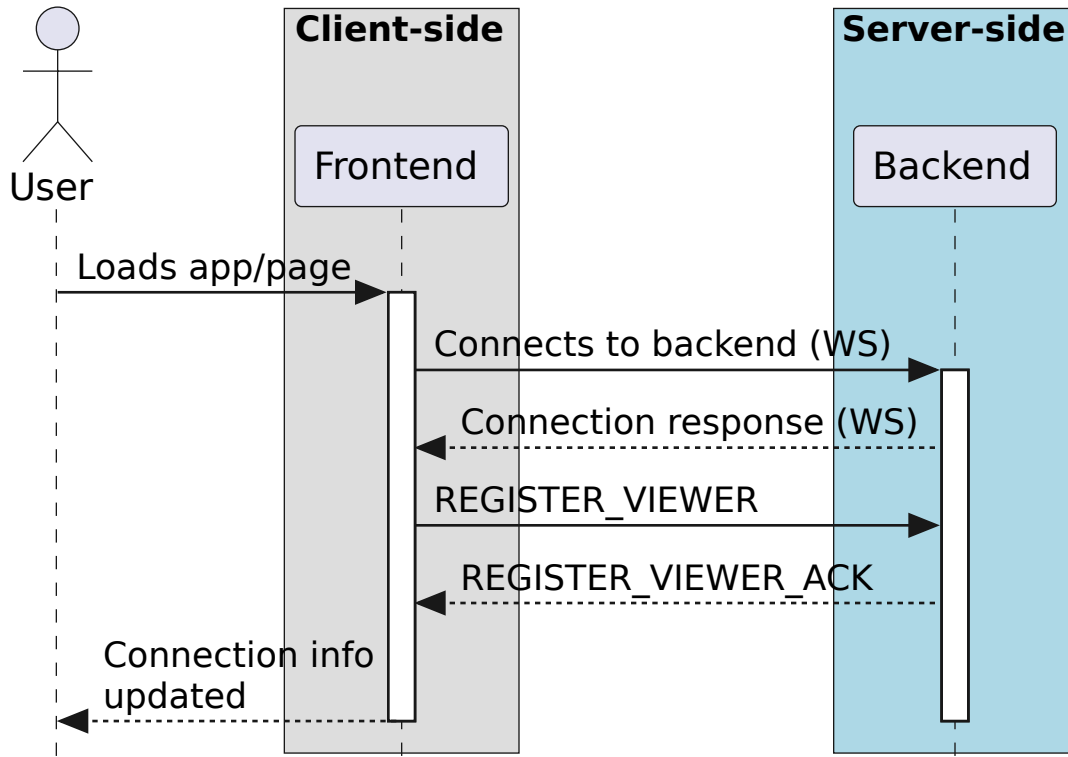 Client-side
Server-side
Frontend
Backend
User
Loads app/page
Connects to backend (WS)
Connection response (WS)
REGISTER_VIEWER
REGISTER_VIEWER_ACK
Connection info
updated